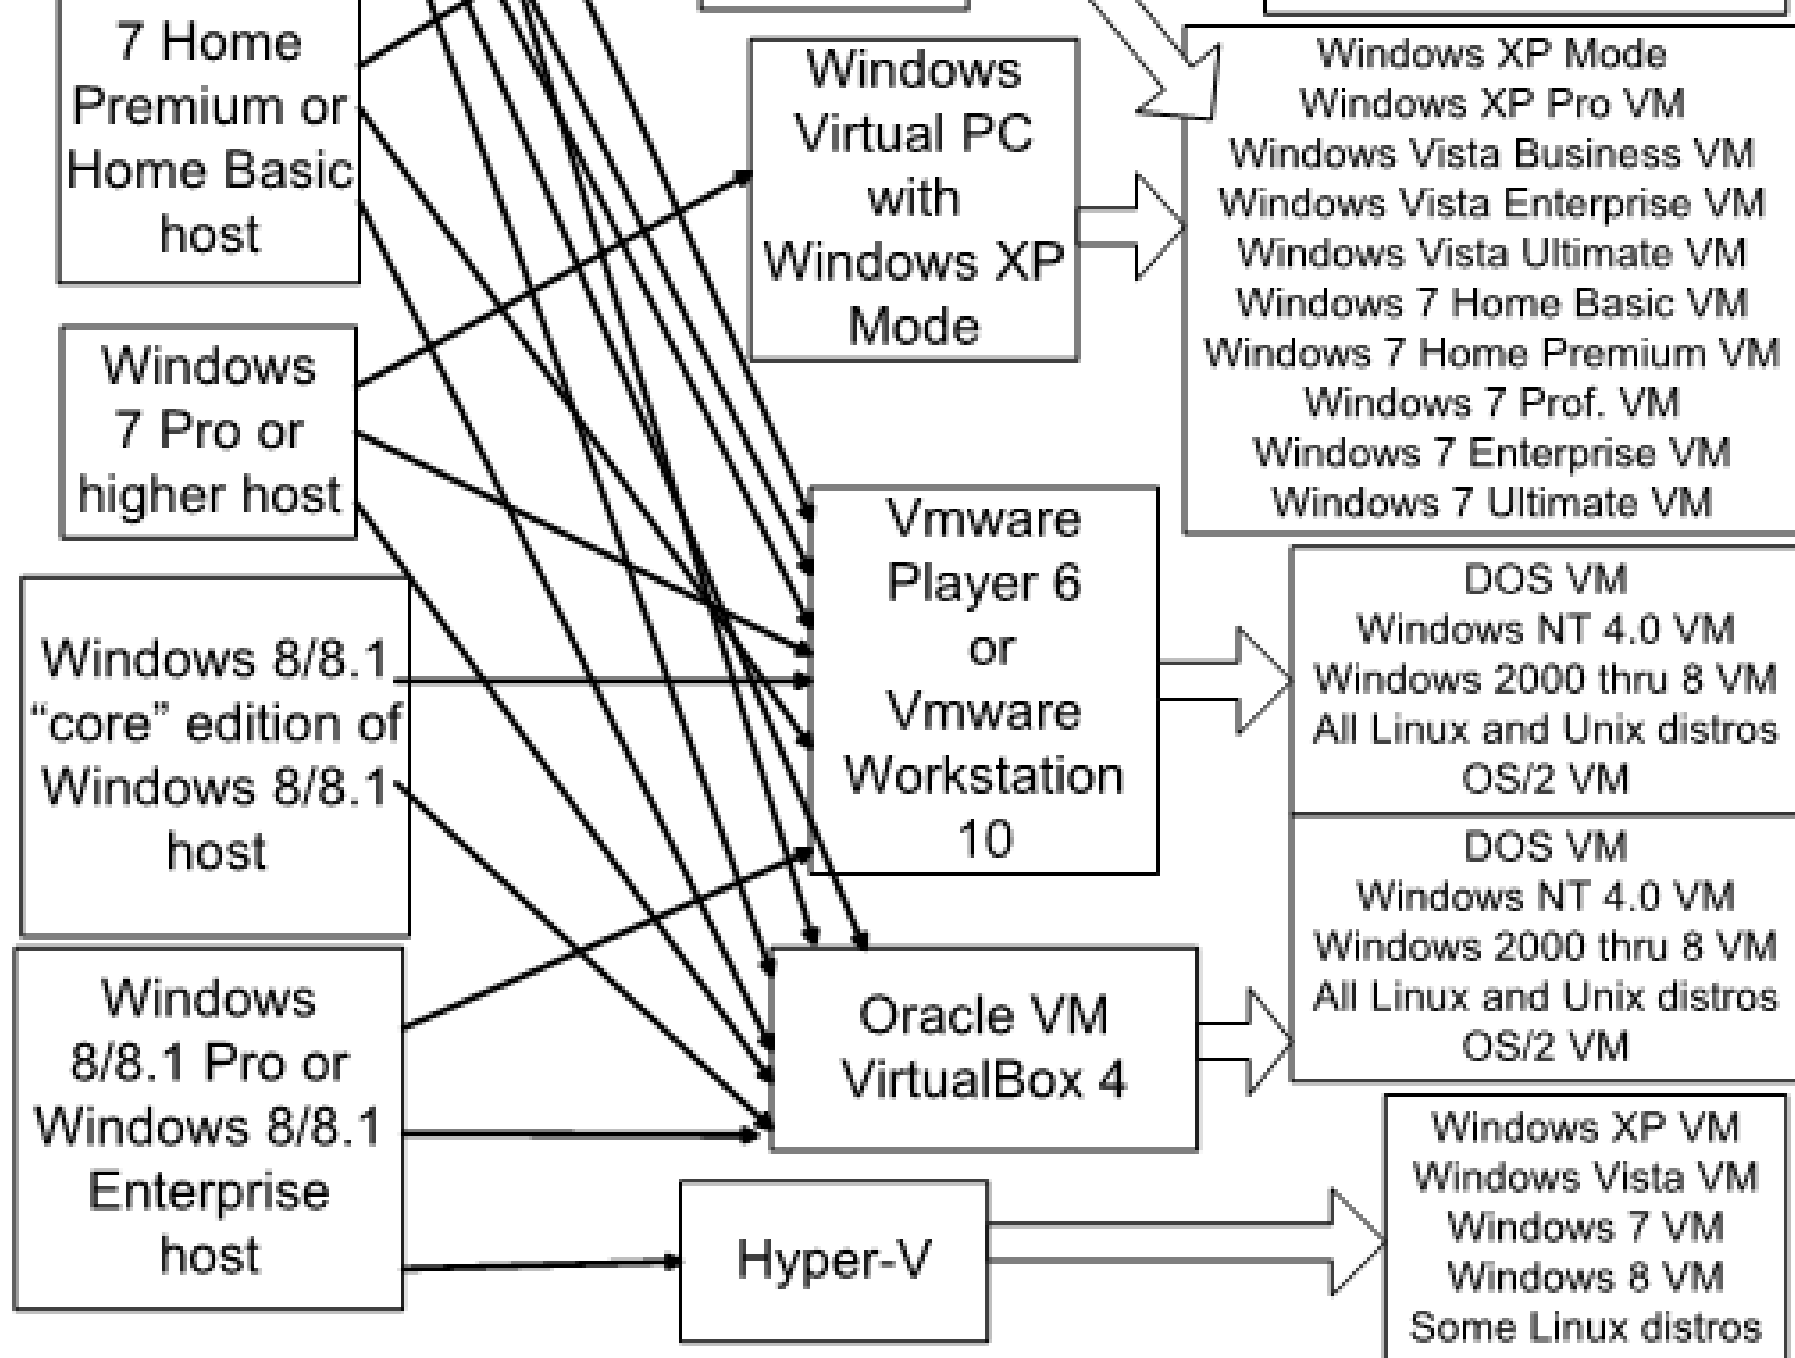 7 Home
Premium or
Home Basic
host
Windows
7 Pro or
higher host
Windows 8/8.1
“core” edition of
Windows 8/8.1
host
Windows
8/8.1 Pro or
Windows 8/8.1
Enterprise
host
Windows
Virtual PC
with
Windows XP
Mode
Vmware
Player 6
or
Vmware
Workstation
10
Oracle VM
VirtualBox 4
Hyper-V
Windows XP Mode
Windows XP Pro VM
Windows Vista Business VM
Windows Vista Enterprise VM
Windows Vista Ultimate VM
Windows 7 Home Basic VM
Windows 7 Home Premium VM
Windows 7 Prof. VM
Windows 7 Enterprise VM
Windows 7 Ultimate VM
DOS VM
Windows NT 4.0 VM
Windows 2000 thru 8 VM
All Linux and Unix distros
OS/2 VM
DOS VM
Windows NT 4.0 VM
Windows 2000 thru 8 VM
All Linux and Unix distros
OS/2 VM
Windows XP VM
Windows Vista VM
Windows 7 VM
Windows 8 VM
Some Linux distros